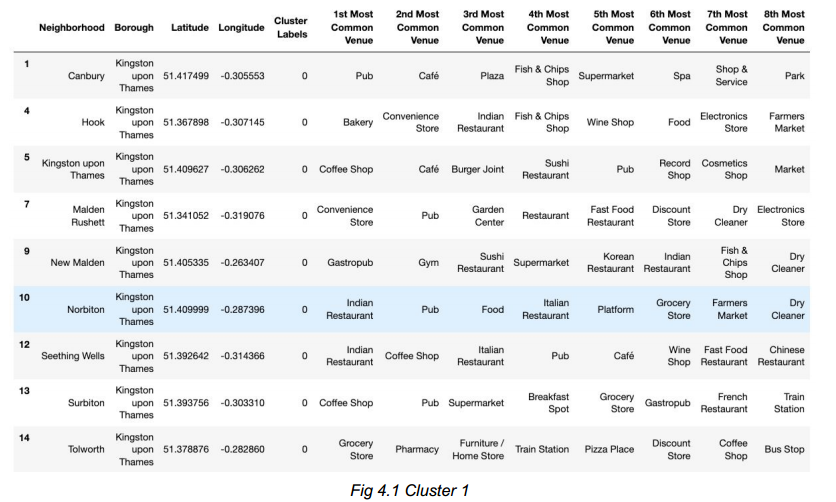 Neighborhood Borough Latitude Longitude Cluster Labels 1st Most Common Venue 2nd Most Common Venue 3rd Most Common Venue 4th Most Common Venue 5th Most Common Venue 6th Most Common Venue 7th Most Common Venue 8th Most Common Venue
1 Canbury Kingston upon Thames 51.417499 -0.305553 0 Pub Café Plaza Fish & Chips Shop Supermarket Spa Shop & Service Park
4 Hook Kingston upon Thames 51.367898 -0.307145 0 Bakery Convenience Store Indian Restaurant Fish & Chips Shop Wine Shop Food Electronics Store Farmers Market
5 Kingston upon Thames Kingston upon Thames 51.409627 -0.306262 0 Coffee Shop Café Burger Joint Sushi Restaurant Pub Record Shop Cosmetics Shop Market
7 Malden Rushett Kingston upon Thames 51.341052 -0.319076 0 Convenience Store Pub Garden Center Restaurant Fast Food Restaurant Discount Store Dry Cleaner Electronics Store
9 New Malden Kingston upon Thames 51.405335 -0.263407 0 Gastropub Gym Sushi Restaurant Supermarket Korean Restaurant Indian Restaurant Fish & Chips Shop Dry Cleaner
10 Norbiton Kingston upon Thames 51.409999 -0.287396 0 Indian Restaurant Pub Food Italian Restaurant Platform Grocery Store Farmers Market Dry Cleaner
12 Seething Wells Kingston upon Thames 51.392642 -0.314366 0 Indian Restaurant Coffee Shop Italian Restaurant Pub Café Wine Shop Fast Food Restaurant Chinese Restaurant
13 Surbiton Kingston upon Thames 51.393756 -0.303310 0 Coffee Shop Pub Supermarket Breakfast Spot Grocery Store Gastropub French Restaurant Train Station
14 Tolworth Kingston upon Thames 51.378876 -0.282860 0 Grocery Store Pharmacy Furniture / Home Store Train Station Pizza Place Discount Store Coffee Shop Bus Stop
Fig 4.1 Cluster 1